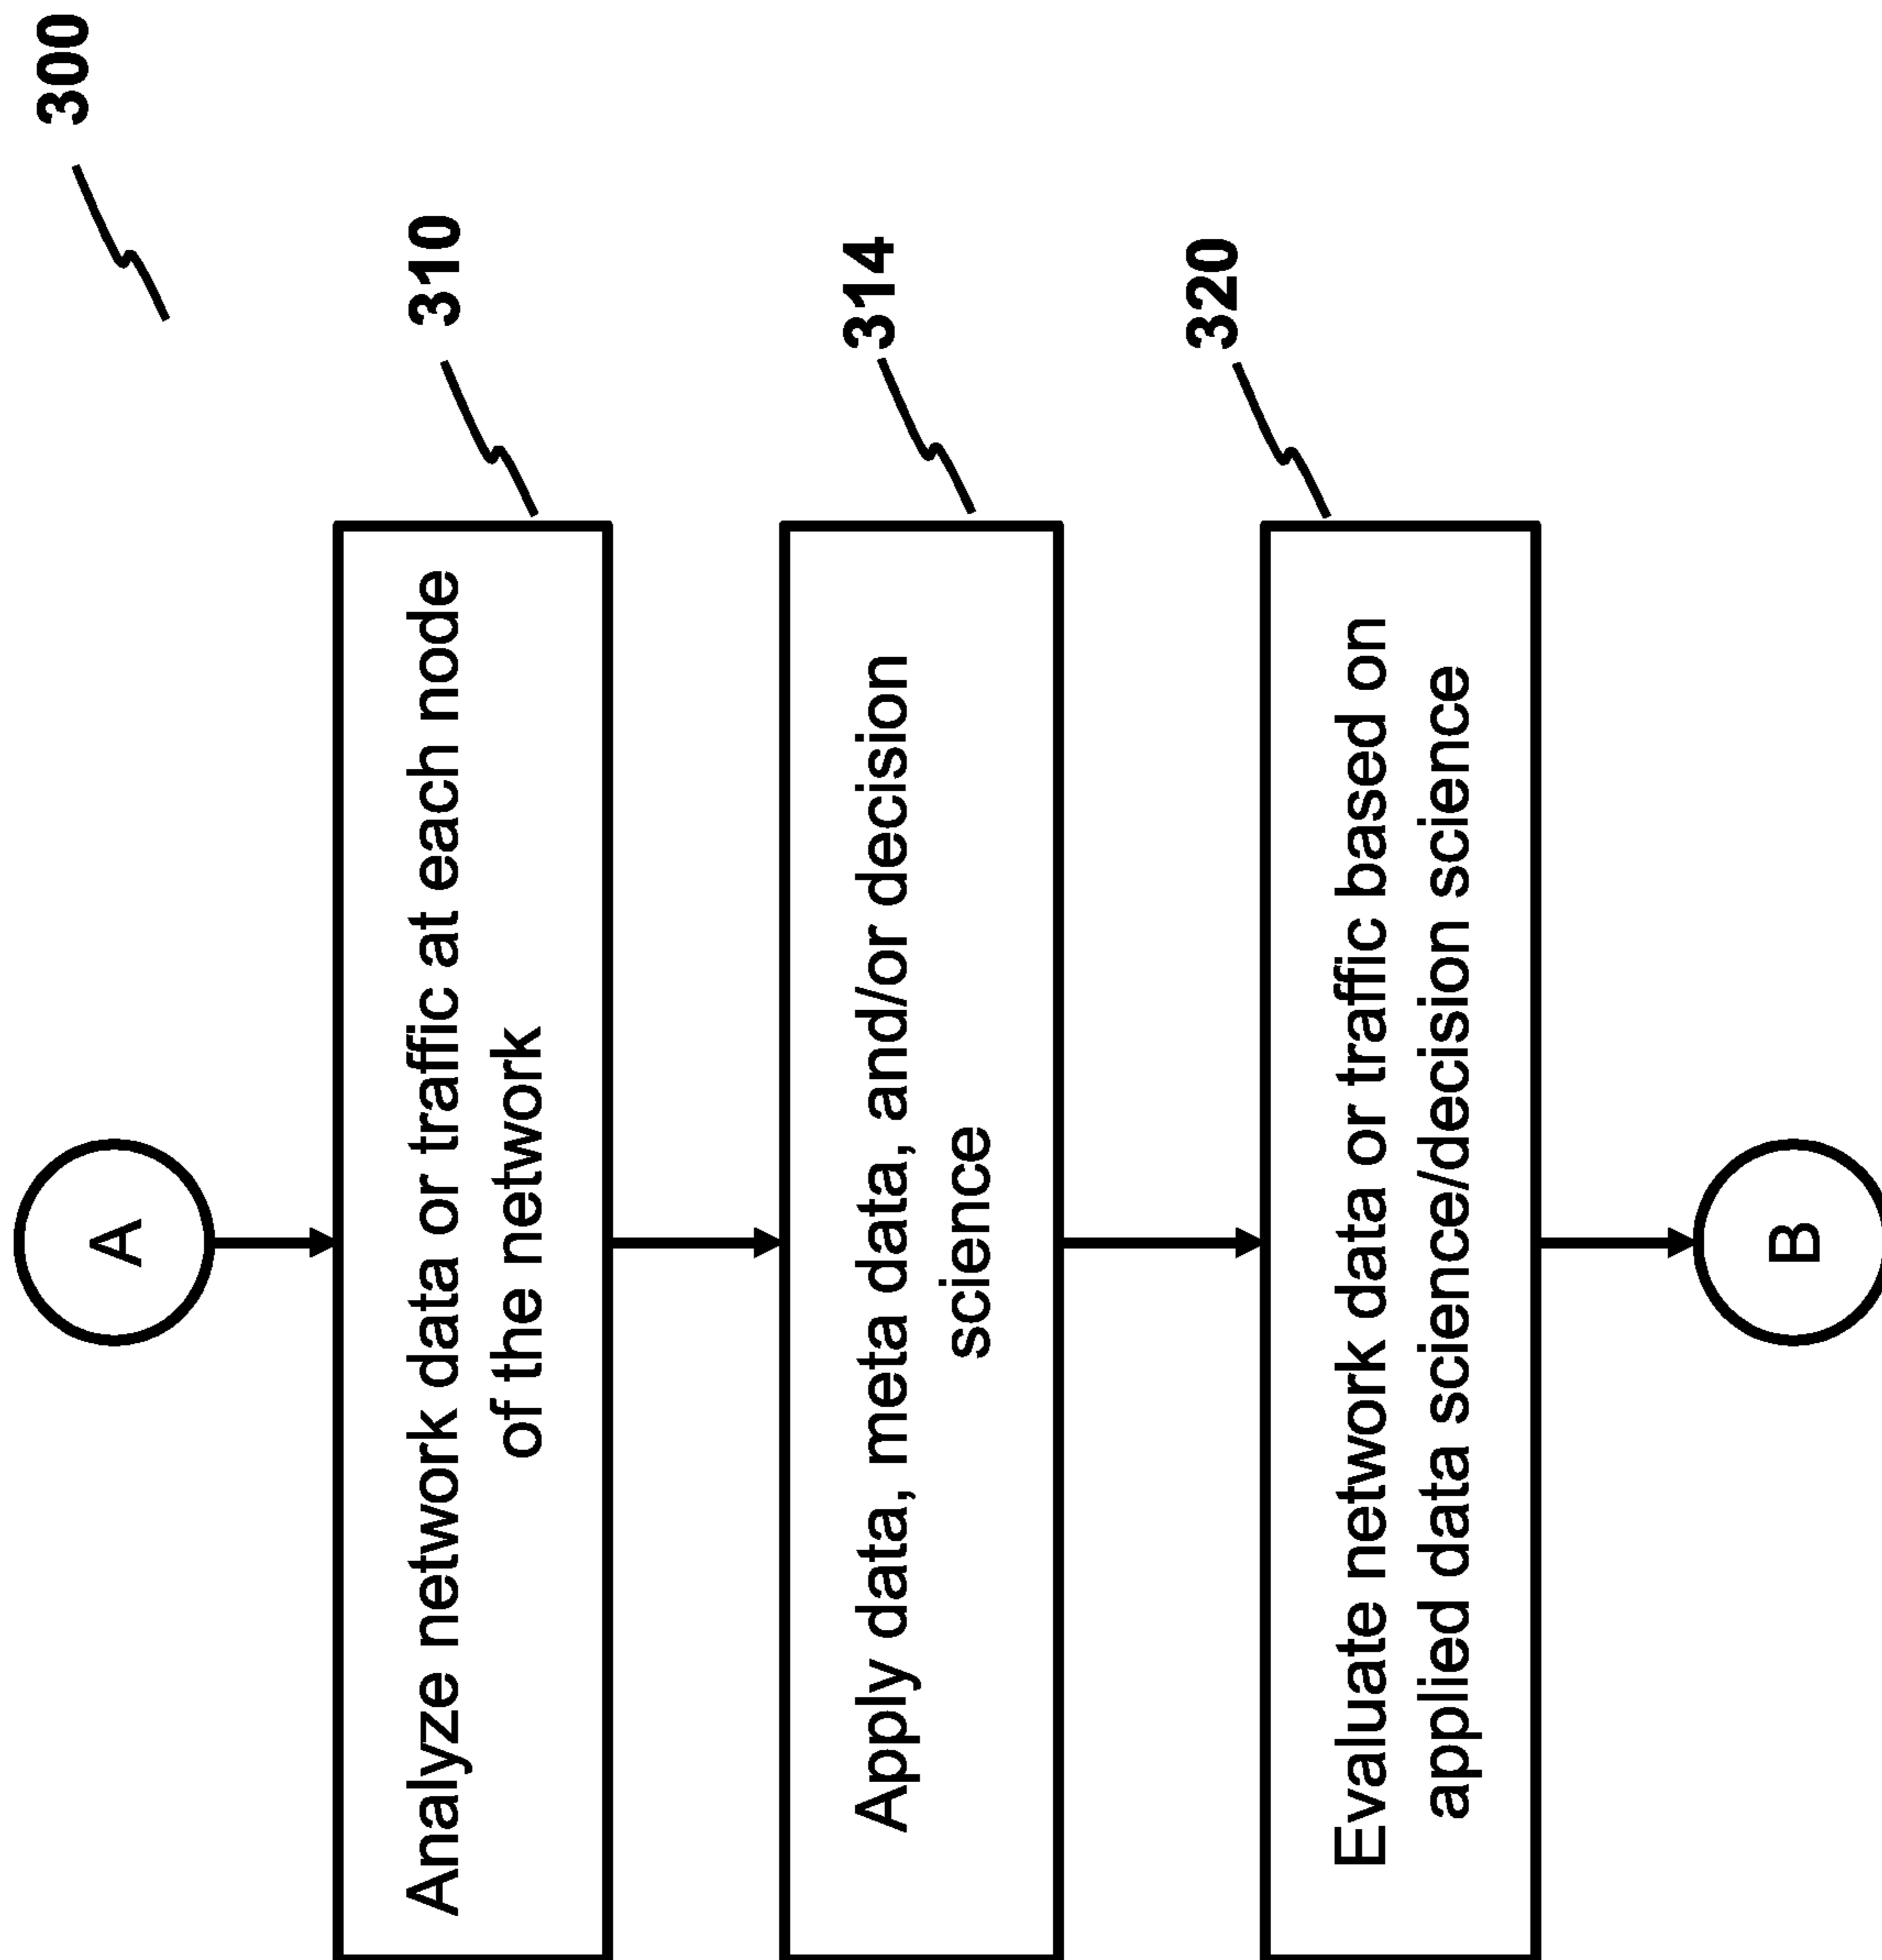 300
A
310
Analyze network data or traffic at each node
of the network
314
Apply data, meta data, and/or decision
science
320
Evaluate network data or traffic based on
applied data science/decision science
B